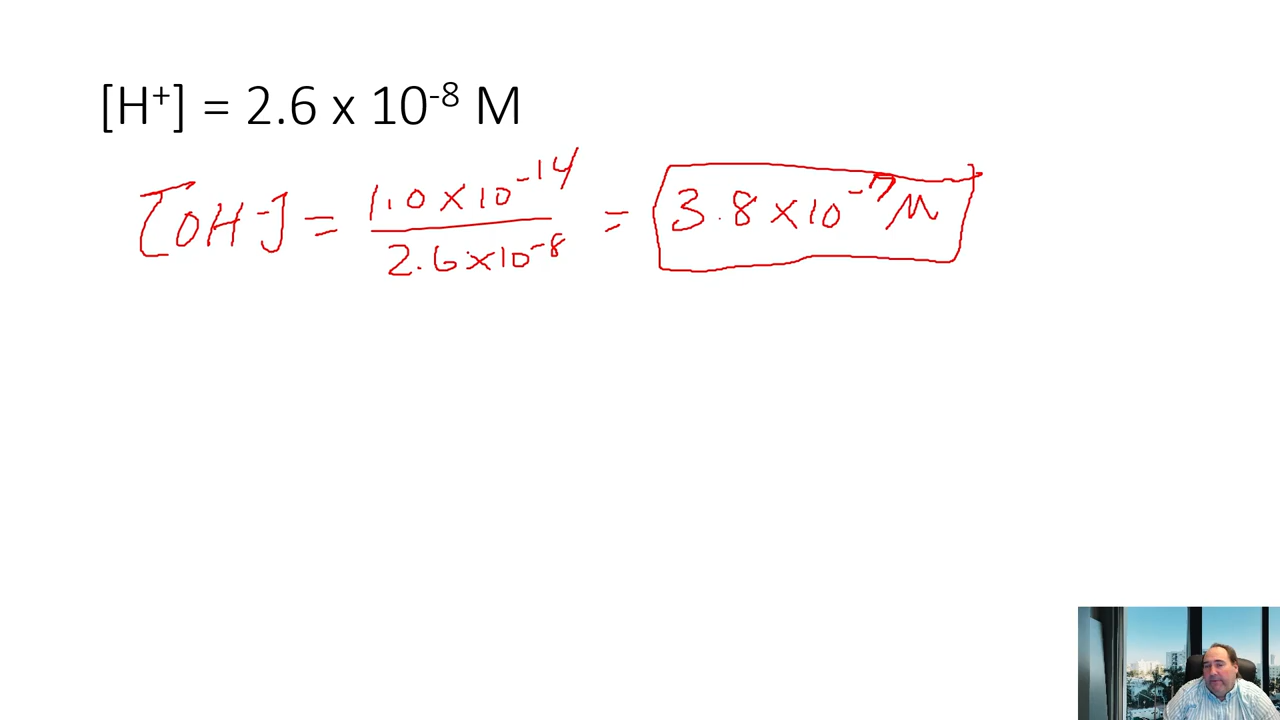 [H⁺] = 2.6 x 10⁻⁸ M
[OH⁻] = 1.0 x 10⁻¹⁴ / 2.6 x 10⁻⁸ = 3.8 x 10⁻⁷ M